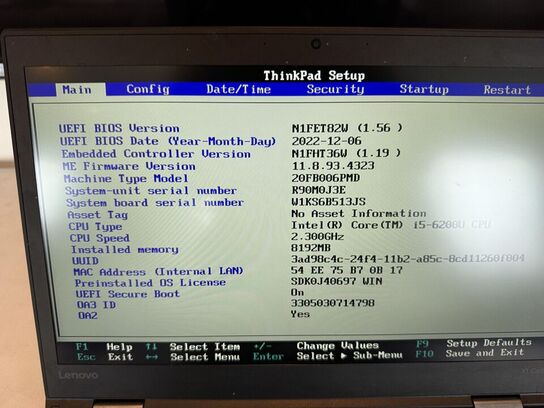 ThinkPad Setup
Main Config Date/Time Security Startup Restart
UEFI BIOS Version N1FET82W (1.56 )
UEFI BIOS Date (Year-Month-Day) 2022-12-06
Embedded Controller Version N1FHT36W (1.19 )
ME Firmware Version 11.8.93.4323
Machine Type Model 20FB006PMD
System-unit serial number R90M0J3E
System board serial number W1KS6B513JS
Asset Tag No Asset Information
CPU Type Intel(R) Core(TM) i5-6200U CPU
CPU Speed 2.300GHz
Installed memory 8192MB
UUID 3ad98c4c-24f4-11b2-a85c-8cd11260f004
MAC Address (Internal LAN) 54 EE 75 B7 0B 17
Preinstalled OS License SDK0J40697 WIN
UEFI Secure Boot On
OA3 ID 3305030714798
OA2 Yes
F1 Help ↑↓ Select Item -/- Change Values F9 Setup Defaults
Esc Exit ↔ Select Menu Enter Select ▶ Sub-Menu F10 Save and Exit
Lenovo